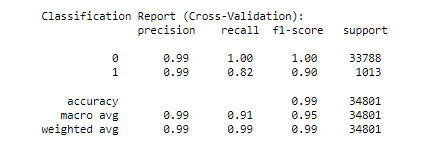 Classification Report (Cross-Validation):
precision recall f1-score support
0 0.99 1.00 1.00 33788
1 0.99 0.82 0.90 1013
accuracy 0.99 34801
macro avg 0.99 0.91 0.95 34801
weighted avg 0.99 0.99 0.99 34801